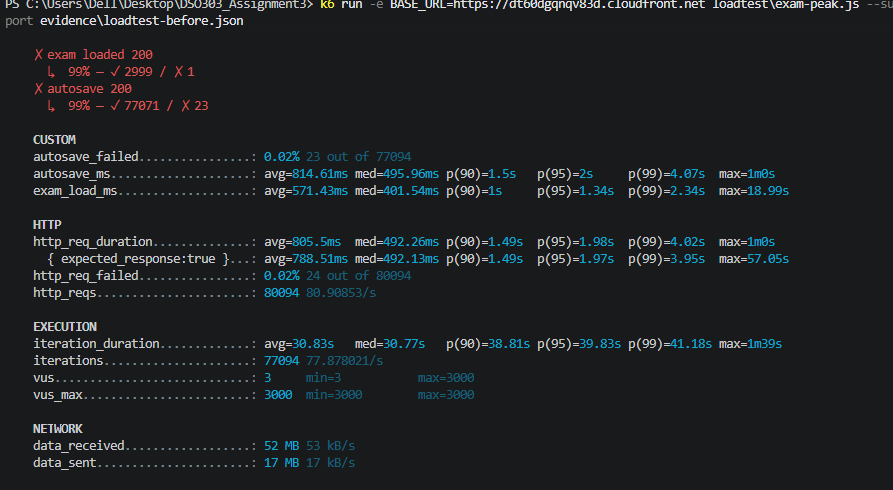 PS C:\Users\Dell\Desktop\DSO303_Assignment3> k6 run -e BASE_URL=https://dt60dgqnqv83d.cloudfront.net loadtest\exam-peak.js --su
port evidence\loadtest-before.json
✗ exam loaded 200
↳ 99% — ✓ 2999 / ✗ 1
✗ autosave 200
↳ 99% — ✓ 77071 / ✗ 23
CUSTOM
autosave_failed................: 0.02% 23 out of 77094
autosave_ms....................: avg=814.61ms med=495.96ms p(90)=1.5s p(95)=2s p(99)=4.07s max=1m0s
exam_load_ms...................: avg=571.43ms med=401.54ms p(90)=1s p(95)=1.34s p(99)=2.34s max=18.99s
HTTP
http_req_duration..............: avg=805.5ms med=492.26ms p(90)=1.49s p(95)=1.98s p(99)=4.02s max=1m0s
{ expected_response:true }...: avg=788.51ms med=492.13ms p(90)=1.49s p(95)=1.97s p(99)=3.95s max=57.05s
http_req_failed................: 0.02% 24 out of 80094
http_reqs......................: 80094 80.90853/s
EXECUTION
iteration_duration.............: avg=30.83s med=30.77s p(90)=38.81s p(95)=39.83s p(99)=41.18s max=1m39s
iterations.....................: 77094 77.878021/s
vus............................: 3 min=3 max=3000
vus_max........................: 3000 min=3000 max=3000
NETWORK
data_received..................: 52 MB 53 kB/s
data_sent......................: 17 MB 17 kB/s